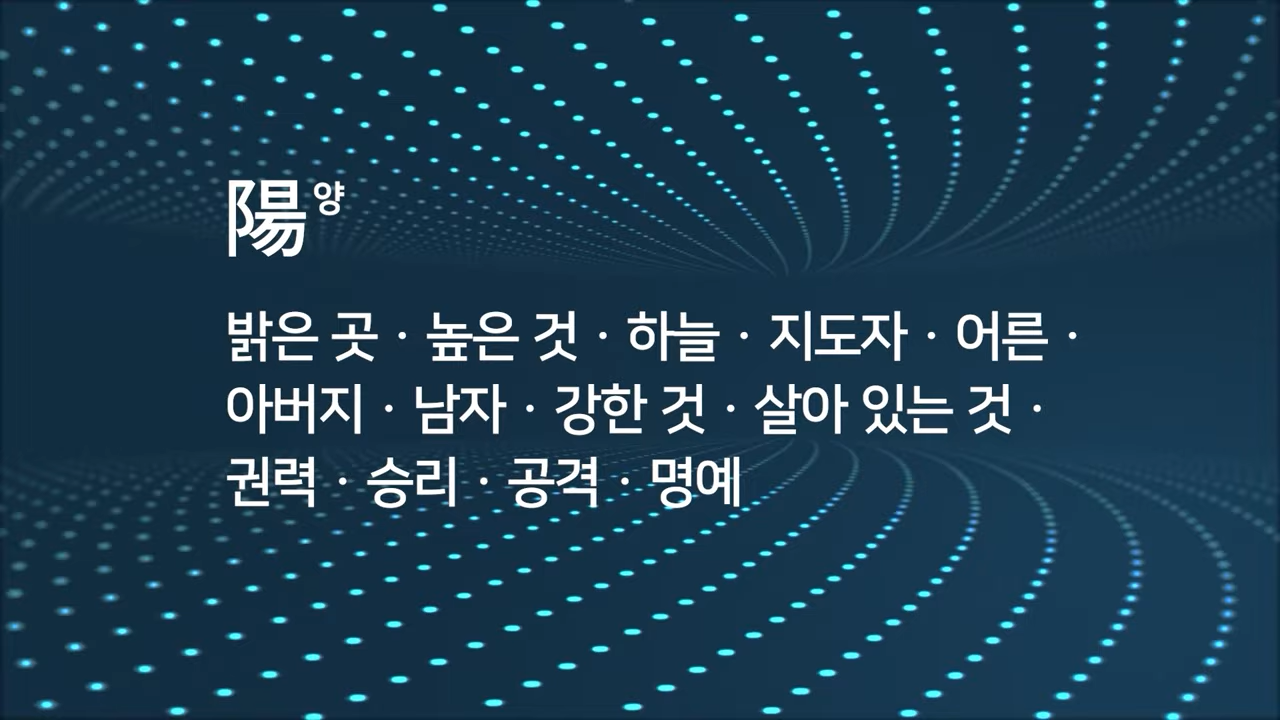 陽양
밝은 곳 · 높은 것 · 하늘 · 지도자 · 어른 ·
아버지 · 남자 · 강한 것 · 살아 있는 것 ·
권력 · 승리 · 공격 · 명예